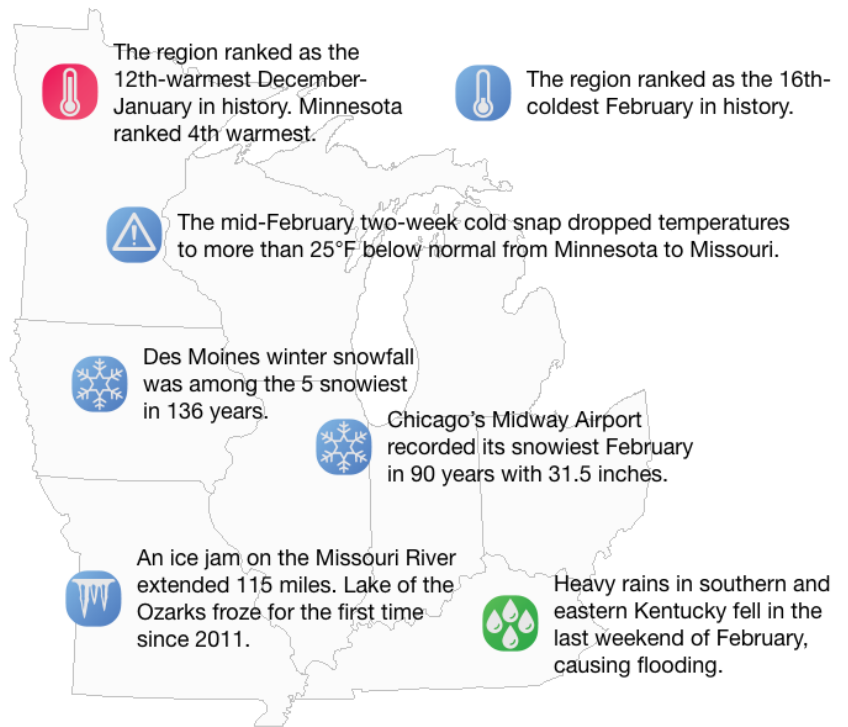 The region ranked as the
12th-warmest December-
January in history. Minnesota
ranked 4th warmest.
The region ranked as the 16th-
coldest February in history.
The mid-February two-week cold snap dropped temperatures
to more than 25°F below normal from Minnesota to Missouri.
Des Moines winter snowfall
was among the 5 snowiest
in 136 years.
Chicago's Midway Airport
recorded its snowiest February
in 90 years with 31.5 inches.
An ice jam on the Missouri River
extended 115 miles. Lake of the
Ozarks froze for the first time
since 2011.
Heavy rains in southern and
eastern Kentucky fell in the
last weekend of February,
causing flooding.